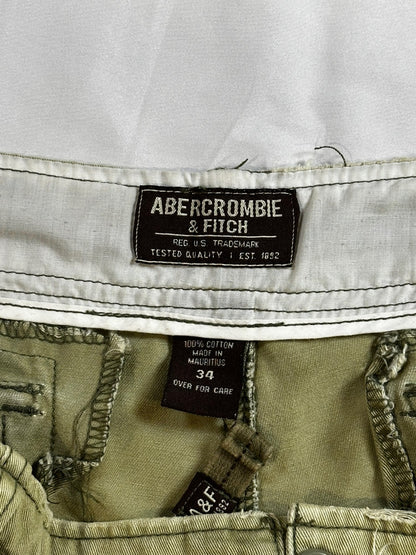 ABERCROMBIE
& FITCH
REG. U.S. TRADEMARK
TESTED QUALITY | EST. 1892
100% COTTON
MADE IN
MAURITIUS
34
OVER FOR CARE
& F